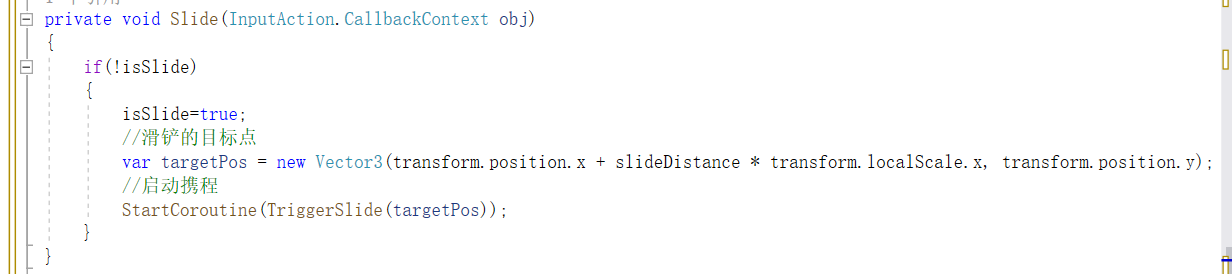 private void Slide(InputAction.CallbackContext obj)
{
if(!isSlide)
{
isSlide=true;
//滑铲的目标点
var targetPos = new Vector3(transform.position.x + slideDistance * transform.localScale.x, transform.position.y);
//启动携程
StartCoroutine(TriggerSlide(targetPos));
}
}